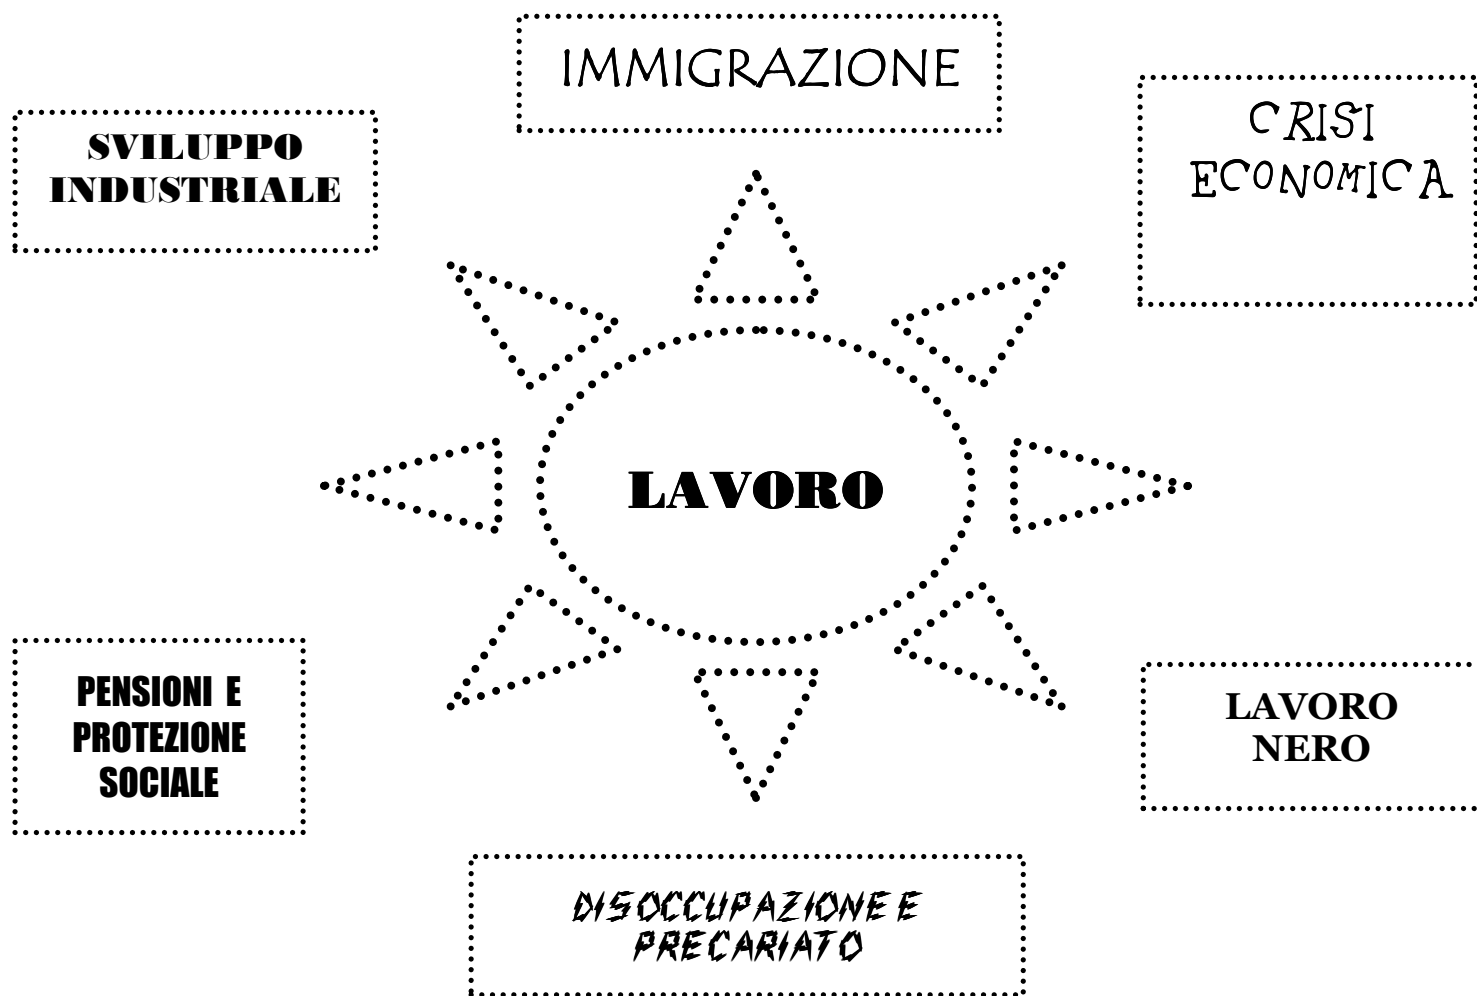 IMMIGRAZIONE
CRISI
ECONOMICA
SVILUPPO
INDUSTRIALE
LAVORO
PENSIONI E
PROTEZIONE
SOCIALE
LAVORO
NERO
DISOCCUPAZIONE E
PRECARIATO